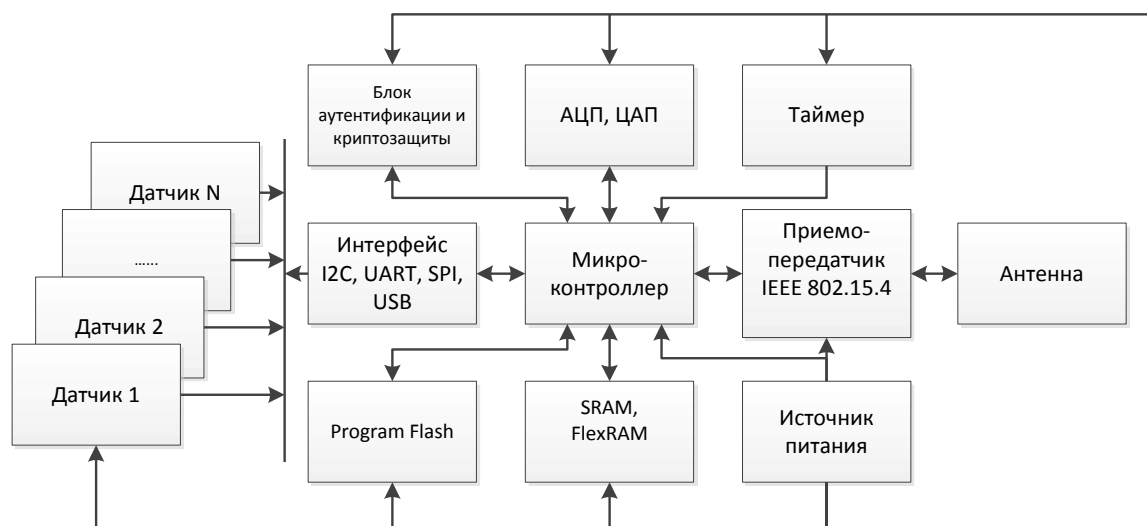 Блок
аутентификации и
криптозащиты
АЦП, ЦАП
Таймер
Датчик N
......
Датчик 2
Датчик 1
Интерфейс
I2C, UART, SPI,
USB
Микро-
контроллер
Приемо-
передатчик
IEEE 802.15.4
Антенна
Program Flash
SRAM,
FlexRAM
Источник
питания